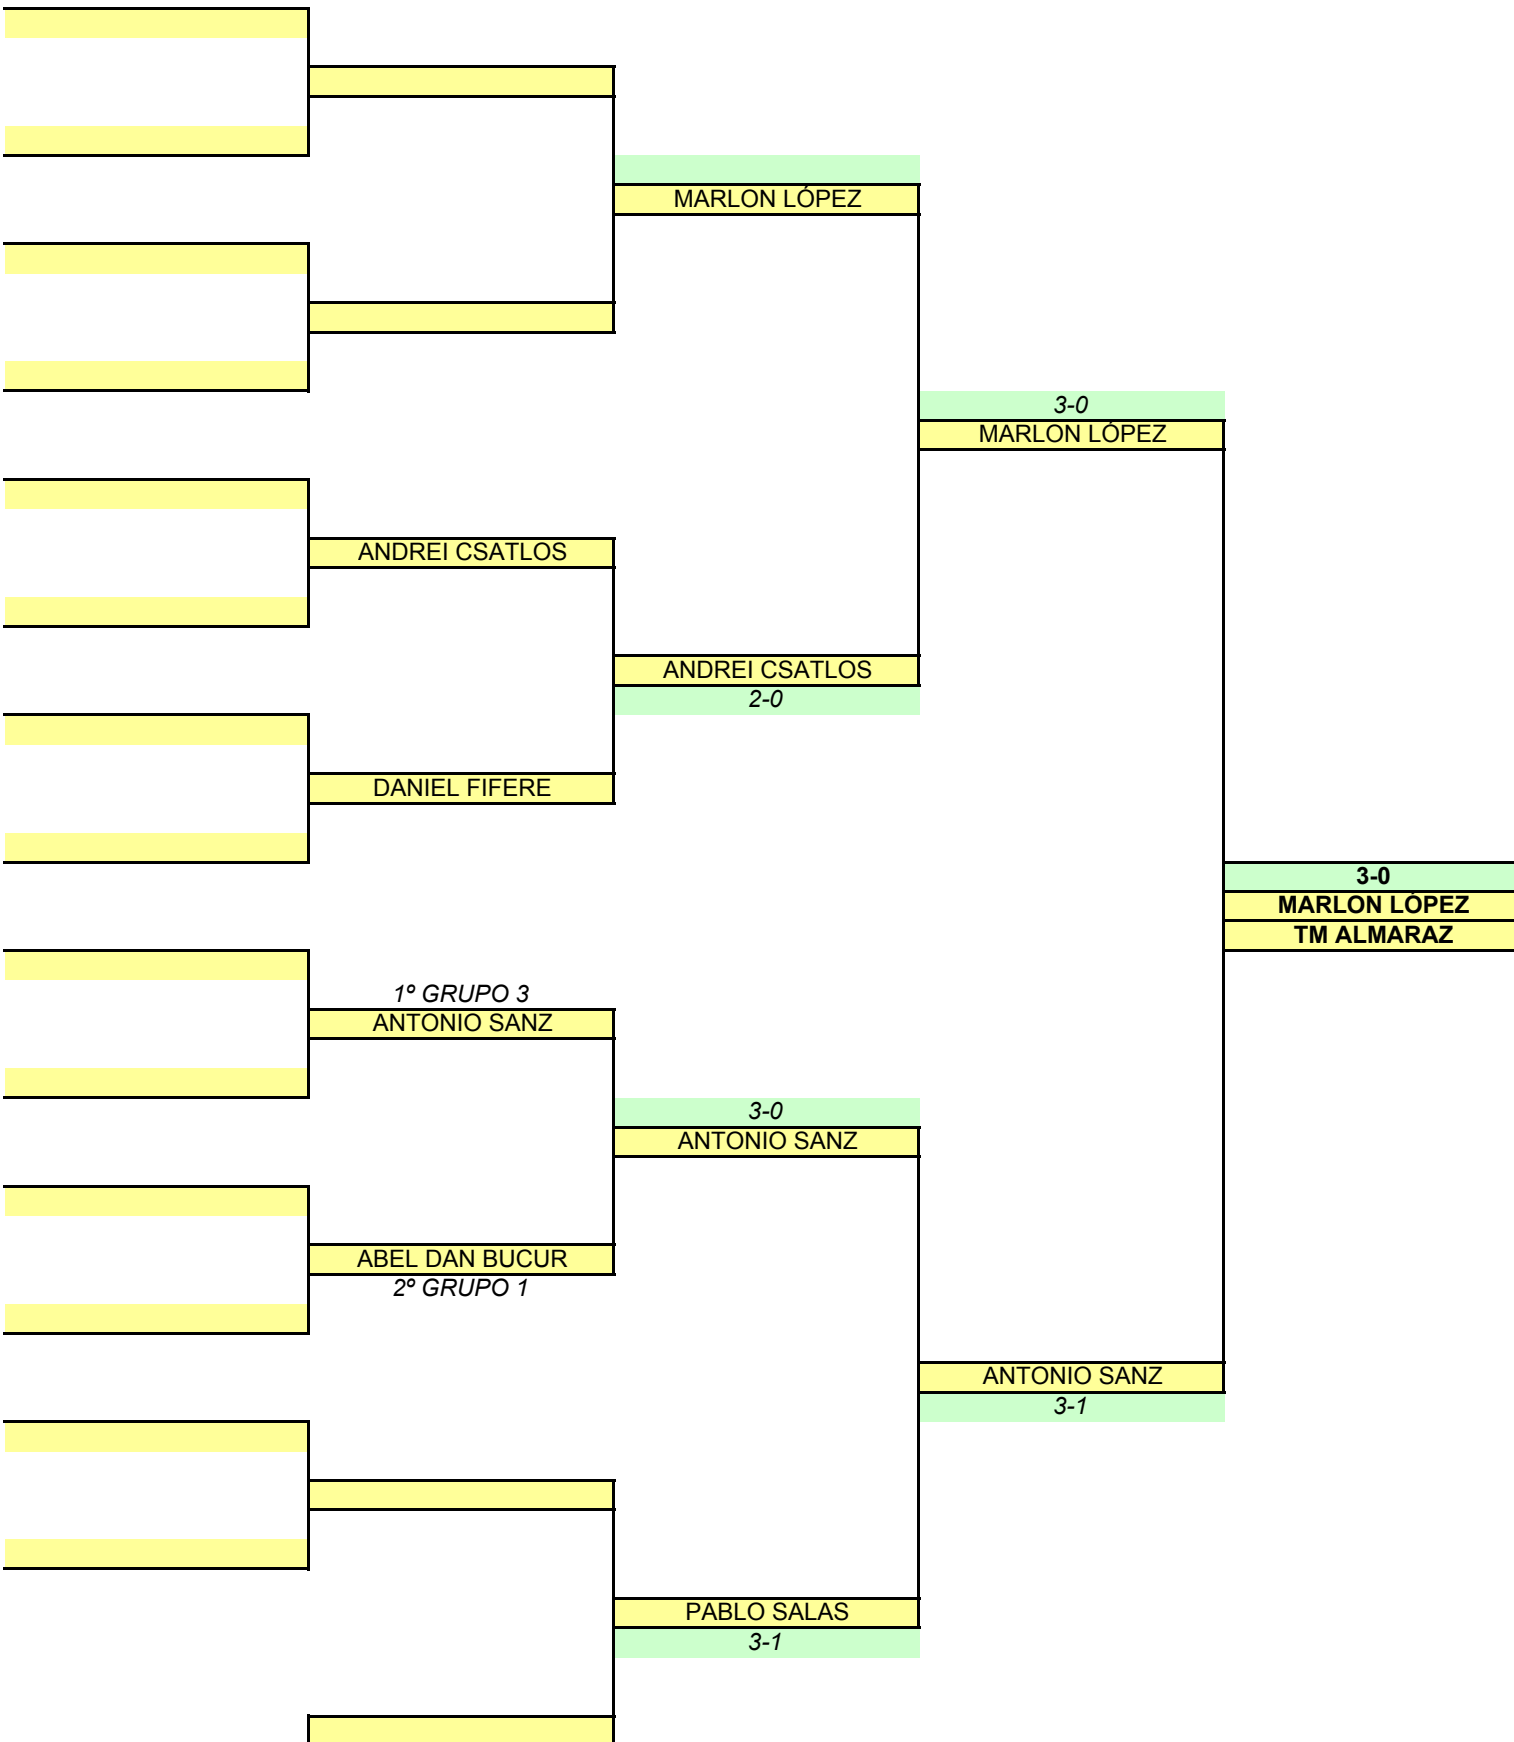 MARLON LÓPEZ
3-0
MARLON LÓPEZ
ANDREI CSATLOS
ANDREI CSATLOS
2-0
DANIEL FIFERE
3-0
MARLON LÓPEZ
TM ALMARAZ
1º GRUPO 3
ANTONIO SANZ
3-0
ANTONIO SANZ
ABEL DAN BUCUR
2º GRUPO 1
ANTONIO SANZ
3-1
PABLO SALAS
3-1